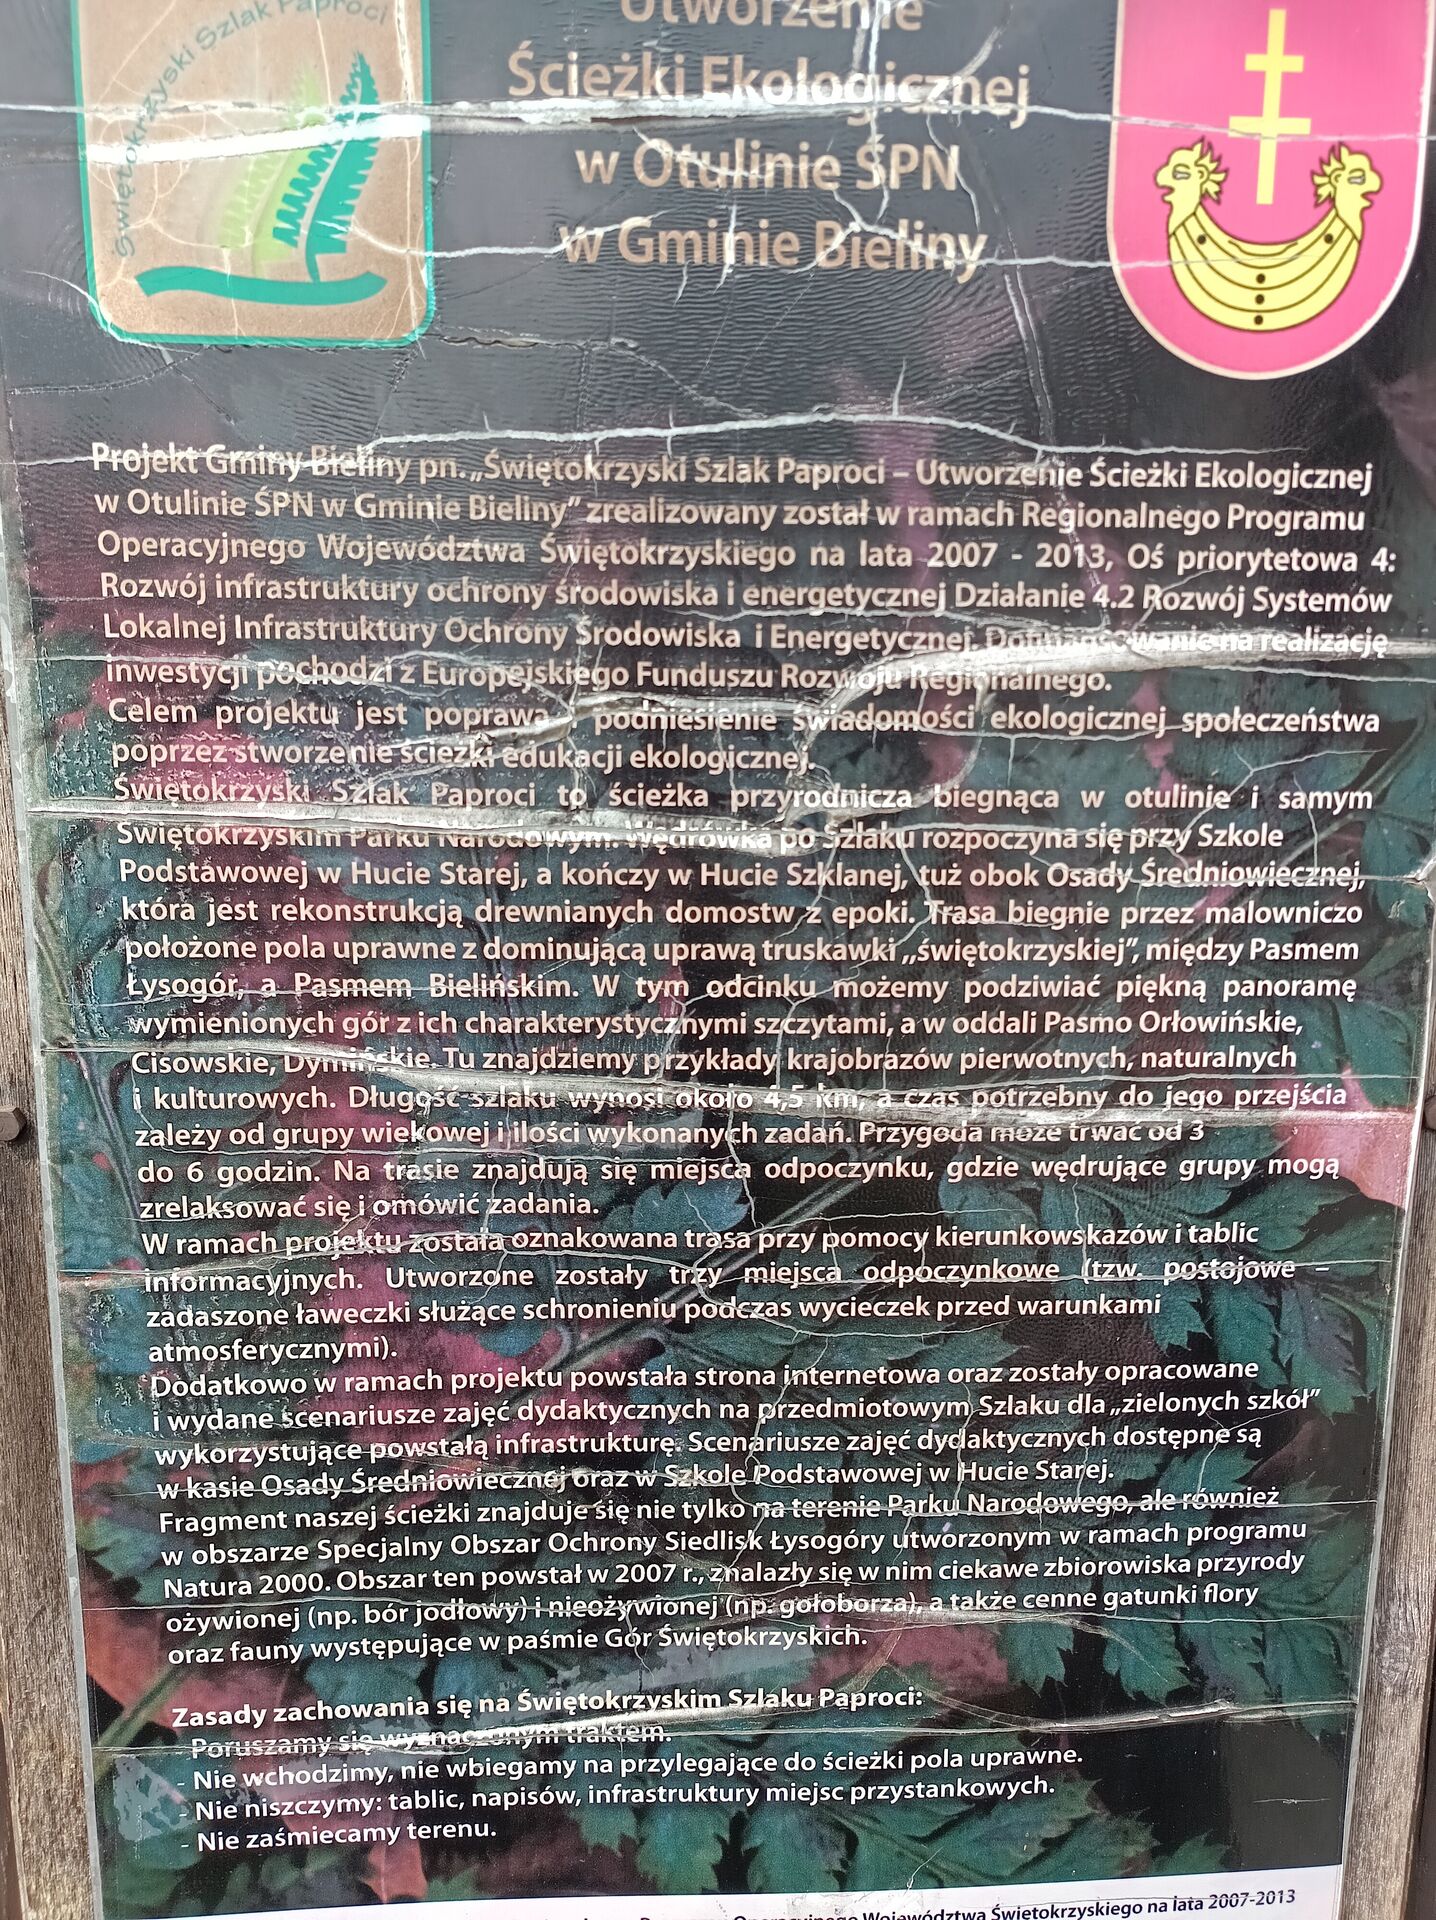 Świętokrzyski Szlak Paproci
Utworzenie
Ścieżki Ekologicznej
w Otulinie ŚPN
w Gminie Bieliny
Projekt Gminy Bieliny pn. „Świętokrzyski Szlak Paproci – Utworzenie Ścieżki Ekologicznej
w Otulinie ŚPN w Gminie Bieliny” zrealizowany został w ramach Regionalnego Programu
Operacyjnego Województwa Świętokrzyskiego na lata 2007 - 2013, Oś priorytetowa 4:
Rozwój infrastruktury ochrony środowiska i energetycznej Działanie 4.2 Rozwój Systemów
Lokalnej Infrastruktury Ochrony Środowiska i Energetycznej. Dofinansowanie na realizację
inwestycji pochodzi z Europejskiego Funduszu Rozwoju Regionalnego.
Celem projektu jest poprawa i podniesienie świadomości ekologicznej społeczeństwa
poprzez stworzenie ścieżki edukacji ekologicznej.
Świętokrzyski Szlak Paproci to ścieżka przyrodnicza biegnąca w otulinie i samym
Świętokrzyskim Parku Narodowym. Wędrówka po Szlaku rozpoczyna się przy Szkole
Podstawowej w Hucie Starej, a kończy w Hucie Szklanej, tuż obok Osady Średniowiecznej,
która jest rekonstrukcją drewnianych domostw z epoki. Trasa biegnie przez malowniczo
położone pola uprawne z dominującą uprawą truskawki „świętokrzyskiej”, między Pasmem
Łysogór, a Pasmem Bielińskim. W tym odcinku możemy podziwiać piękną panoramę
wymienionych gór z ich charakterystycznymi szczytami, a w oddali Pasmo Orłowińskie,
Cisowskie, Dymińskie. Tu znajdziemy przykłady krajobrazów pierwotnych, naturalnych
i kulturowych. Długość szlaku wynosi około 4,5 km, a czas potrzebny do jego przejścia
zależy od grupy wiekowej i ilości wykonanych zadań. Przygoda może trwać od 3
do 6 godzin. Na trasie znajdują się miejsca odpoczynku, gdzie wędrujące grupy mogą
zrelaksować się i omówić zadania.
W ramach projektu została oznakowana trasa przy pomocy kierunkowskazów i tablic
informacyjnych. Utworzone zostały trzy miejsca odpoczynkowe (tzw. postojowe –
zadaszone ławeczki służące schronieniu podczas wycieczek przed warunkami
atmosferycznymi).
Dodatkowo w ramach projektu powstała strona internetowa oraz zostały opracowane
i wydane scenariusze zajęć dydaktycznych na przedmiotowym Szlaku dla „zielonych szkół”
wykorzystujące powstałą infrastrukturę. Scenariusze zajęć dydaktycznych dostępne są
w kasie Osady Średniowiecznej oraz w Szkole Podstawowej w Hucie Starej.
Fragment naszej ścieżki znajduje się nie tylko na terenie Parku Narodowego, ale również
w obszarze Specjalny Obszar Ochrony Siedlisk Łysogóry utworzonym w ramach programu
Natura 2000. Obszar ten powstał w 2007 r., znalazły się w nim ciekawe zbiorowiska przyrody
ożywionej (np. bór jodłowy) i nieożywionej (np. gołoborza), a także cenne gatunki flory
oraz fauny występujące w paśmie Gór Świętokrzyskich.
Zasady zachowania się na Świętokrzyskim Szlaku Paproci:
- Poruszamy się wyznaczonym traktem.
- Nie wchodzimy, nie wbiegamy na przylegające do ścieżki pola uprawne.
- Nie niszczymy: tablic, napisów, infrastruktury miejsc przystankowych.
- Nie zaśmiecamy terenu.
Operacyjnego Województwa Świętokrzyskiego na lata 2007-2013